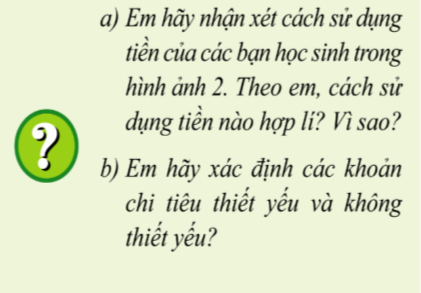 a) Em hãy nhận xét cách sử dụng
tiền của các bạn học sinh trong
hình ảnh 2. Theo em, cách sử
dụng tiền nào hợp lí? Vì sao?
?
b) Em hãy xác định các khoản
chi tiêu thiết yếu và không
thiết yếu?